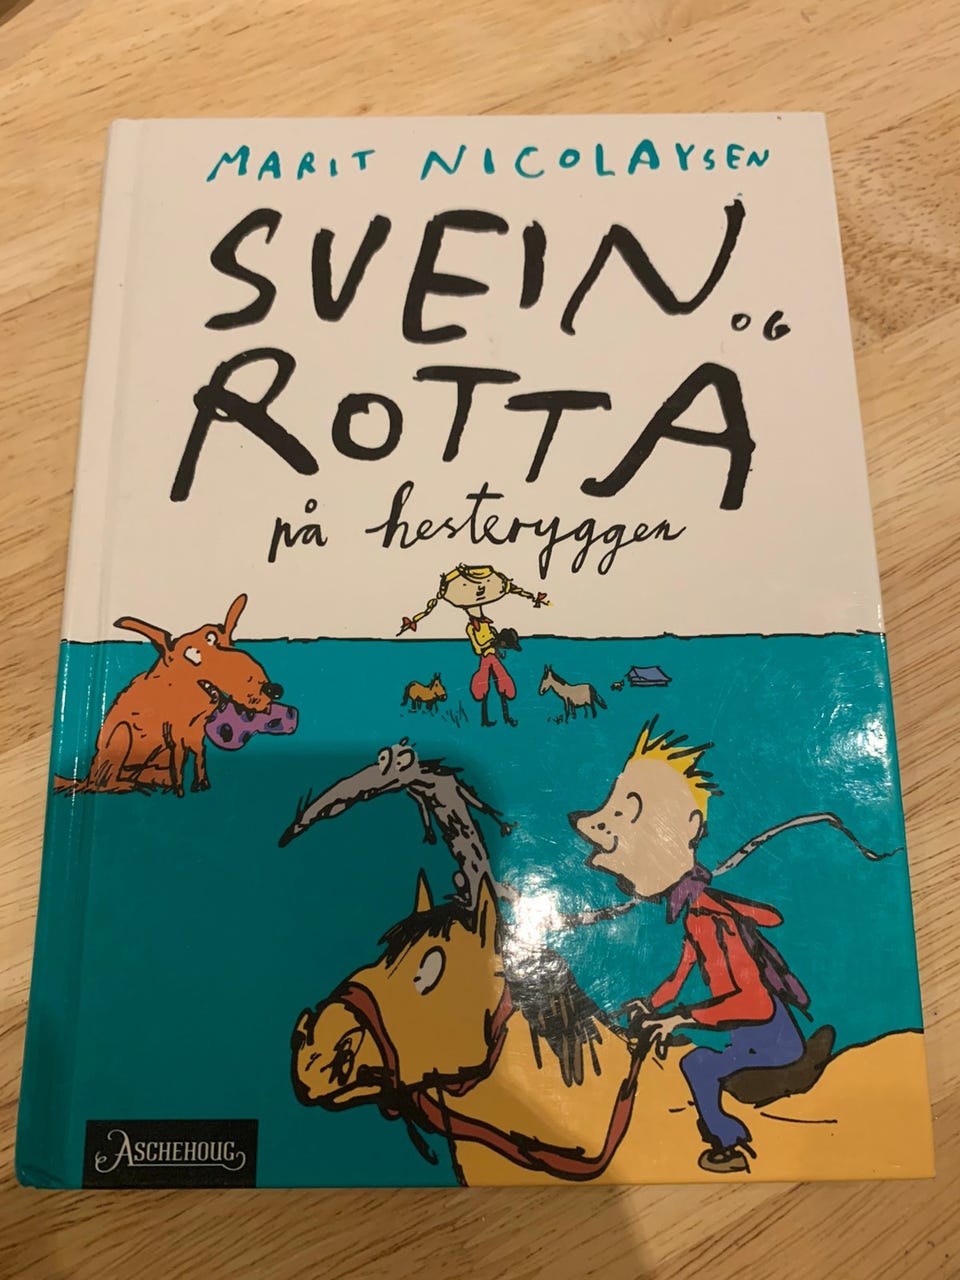 MARIT NICOLAYSEN
SVEIN OG
ROTTA
på hesteryggen
ASCHEHOUG